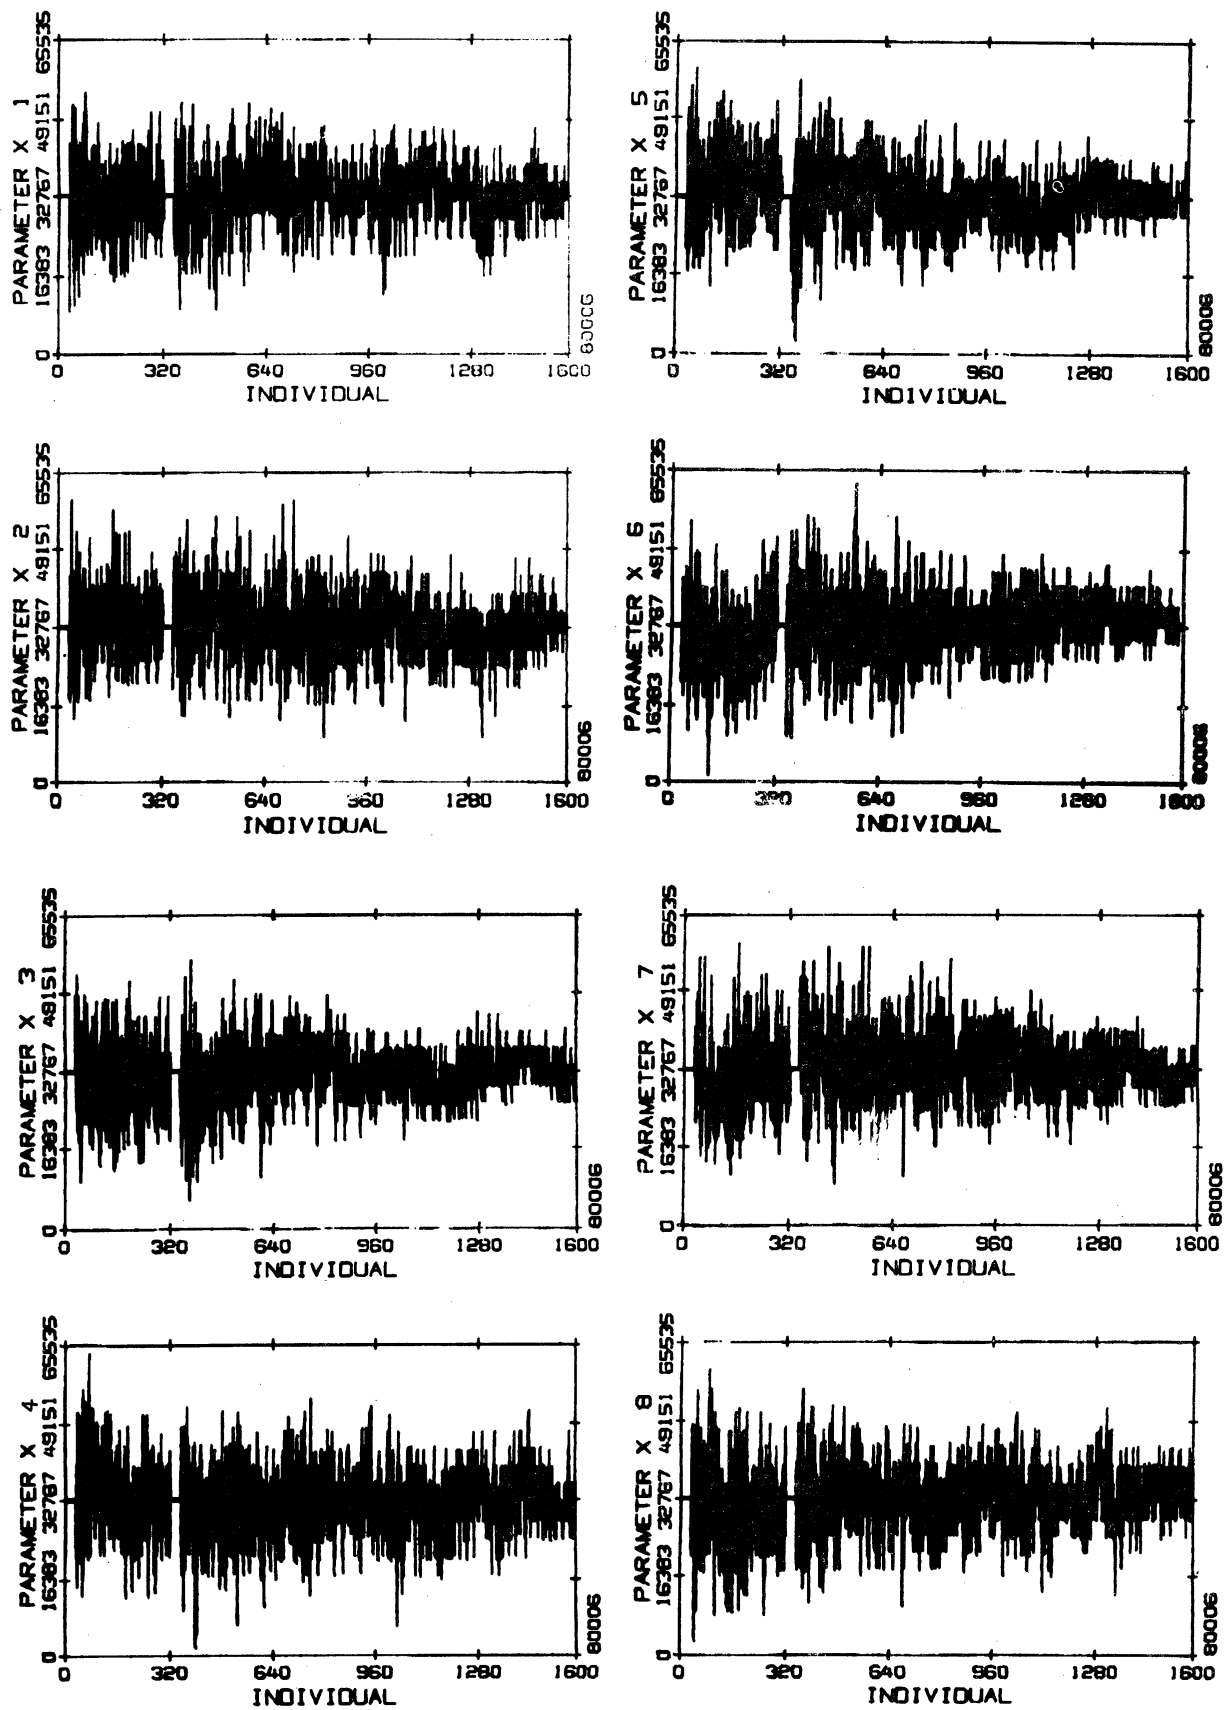 PARAMETER X 1
0 16383 32767 49151 65535
0 320 640 960 1280 1600
INDIVIDUAL
80006
PARAMETER X 5
0 16383 32767 49151 65535
0 320 640 960 1280 1600
INDIVIDUAL
80006
PARAMETER X 2
0 16383 32767 49151 65535
0 320 640 960 1280 1600
INDIVIDUAL
80006
PARAMETER X 6
0 16383 32767 49151 65535
0 320 640 960 1280 1600
INDIVIDUAL
80006
PARAMETER X 3
0 16383 32767 49151 65535
0 320 640 960 1280 1600
INDIVIDUAL
80006
PARAMETER X 7
0 16383 32767 49151 65535
0 320 640 960 1280 1600
INDIVIDUAL
80006
PARAMETER X 4
0 16383 32767 49151 65535
0 320 640 960 1280 1600
INDIVIDUAL
80006
PARAMETER X 8
0 16383 32767 49151 65535
0 320 640 960 1280 1600
INDIVIDUAL
80006